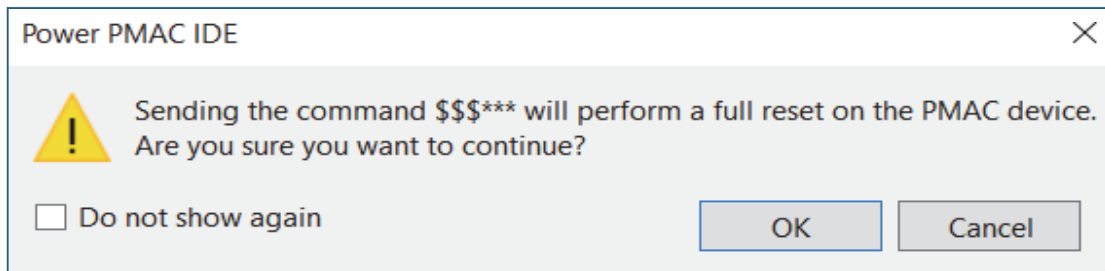 Power PMAC IDE
Sending the command $$$*** will perform a full reset on the PMAC device.
Are you sure you want to continue?
Do not show again
OK
Cancel